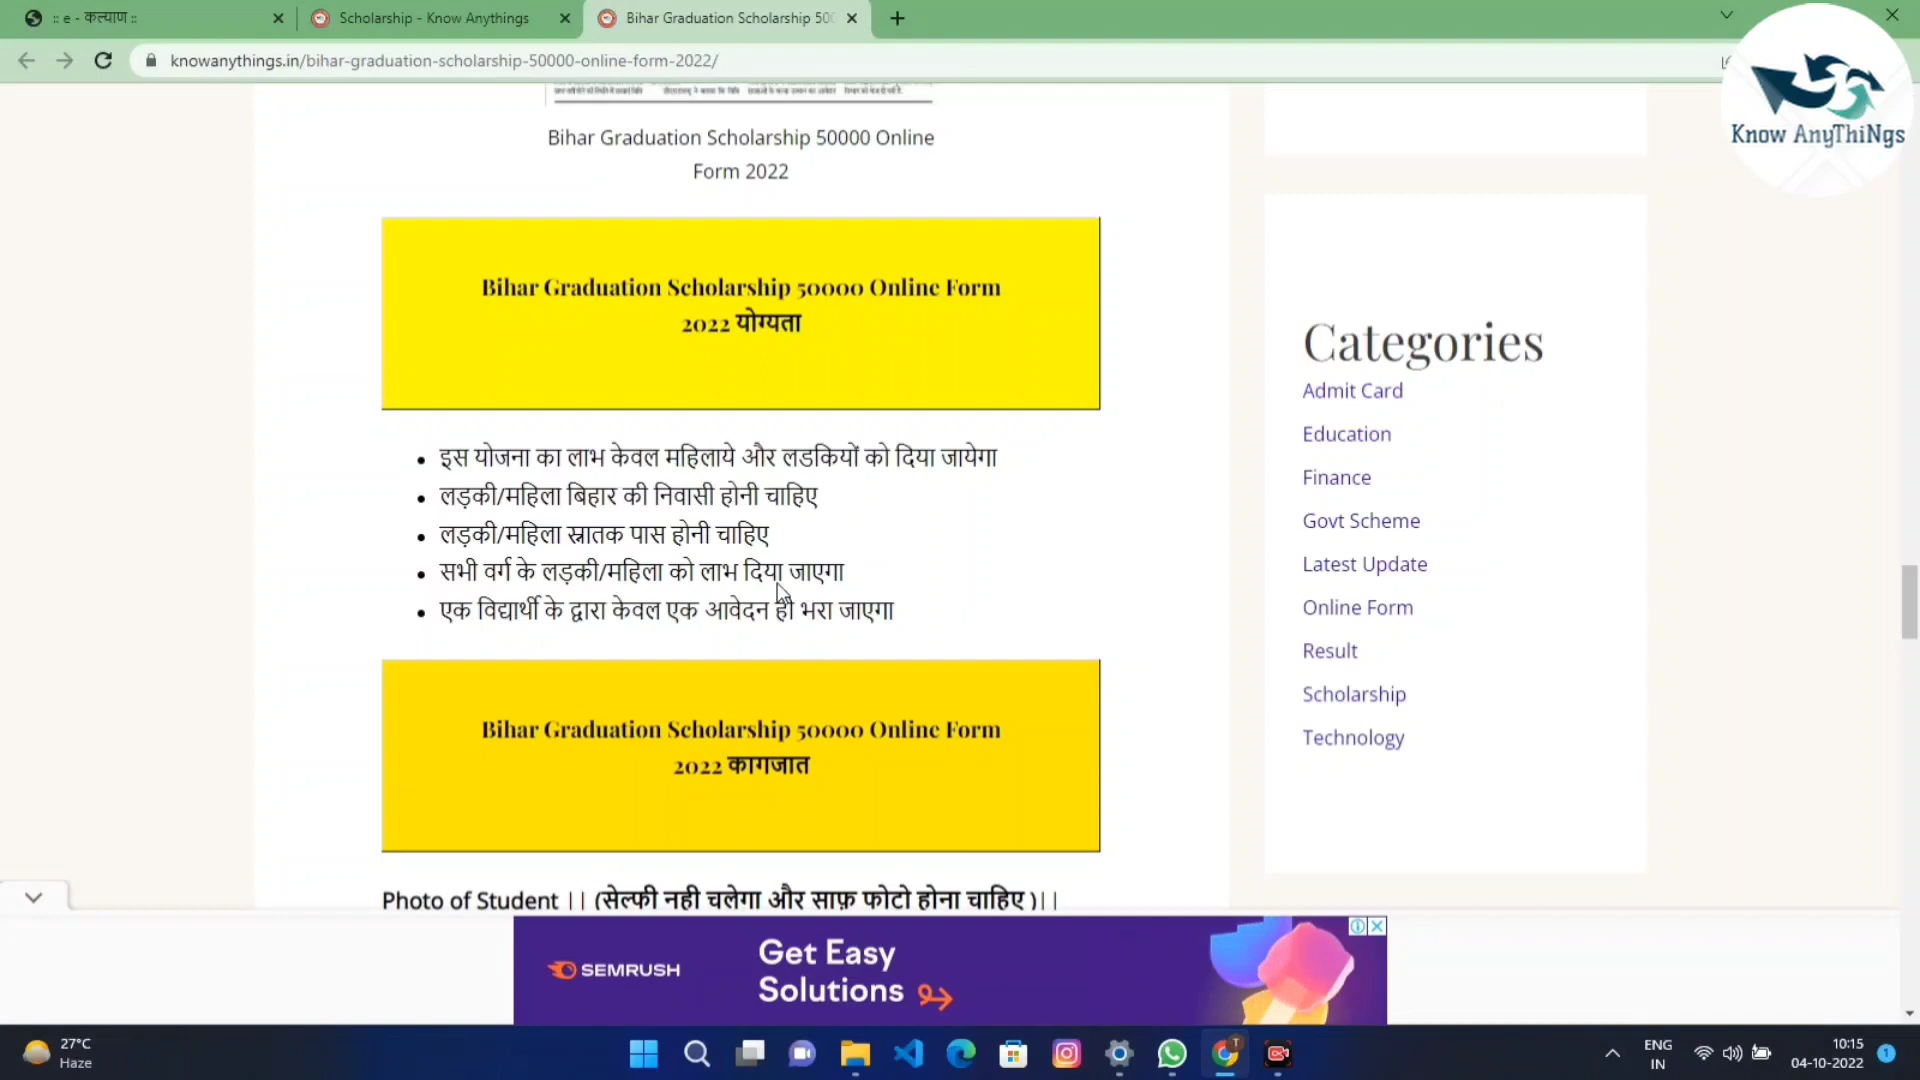 :: e - कल्याण ::
Scholarship - Know Anythings
Bihar Graduation Scholarship 500
knowanythings.in/bihar-graduation-scholarship-50000-online-form-2022/
Know AnyThiNgs
Bihar Graduation Scholarship 50000 Online
Form 2022
Bihar Graduation Scholarship 50000 Online Form
2022 योग्यता
इस योजना का लाभ केवल महिलाये और लडकियों को दिया जायेगा
लड़की/महिला बिहार की निवासी होनी चाहिए
लड़की/महिला स्नातक पास होनी चाहिए
सभी वर्ग के लड़की/महिला को लाभ दिया जाएगा
एक विद्यार्थी के द्वारा केवल एक आवेदन ही भरा जाएगा
Bihar Graduation Scholarship 50000 Online Form
2022 कागजात
Photo of Student || (सेल्फी नही चलेगा और साफ़ फोटो होना चाहिए )||
Categories
Admit Card
Education
Finance
Govt Scheme
Latest Update
Online Form
Result
Scholarship
Technology
SEMRUSH
Get Easy
Solutions
27°C
Haze
ENG
IN
10:15
04-10-2022
1